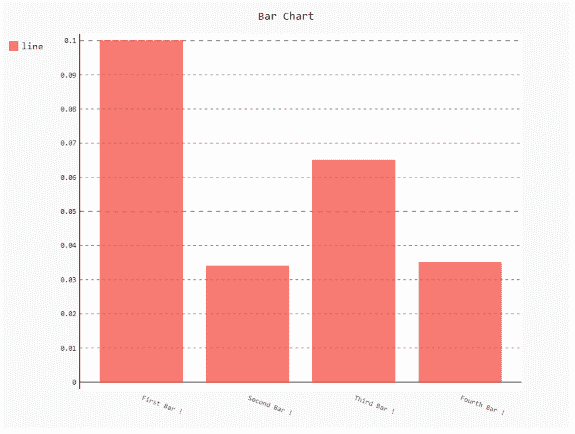 Bar Chart
line
0.1
0.09
0.08
0.07
0.06
0.05
0.04
0.03
0.02
0.01
0
First Bar !
Second Bar !
Third Bar !
Fourth Bar !